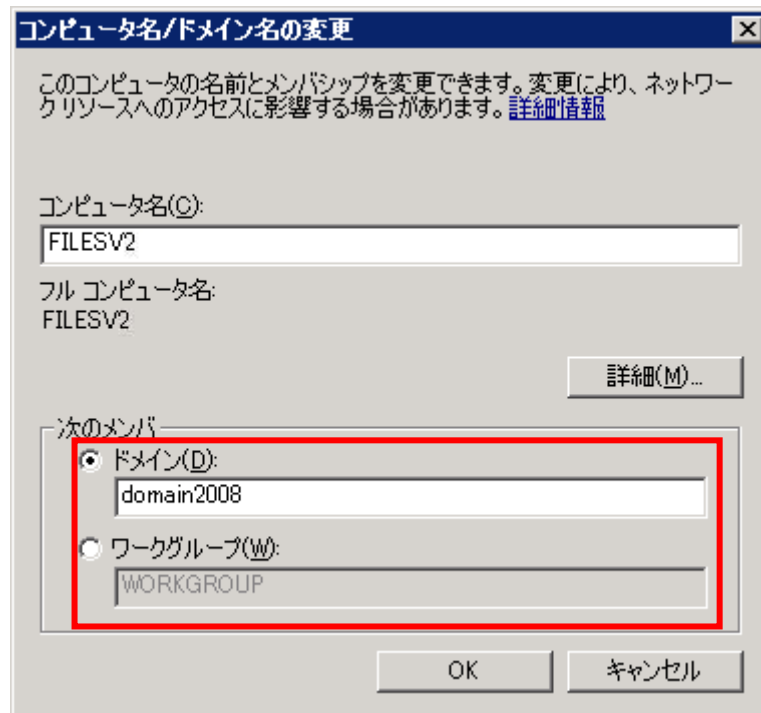 コンピュータ名/ドメイン名の変更
このコンピュータの名前とメンバシップを変更できます。変更により、ネットワー
クリソースへのアクセスに影響する場合があります。詳細情報
コンピュータ名(C):
FILESV2
フル コンピュータ名:
FILESV2
詳細(M)...
次のメンバ
ドメイン(D):
domain2008
ワークグループ(W):
WORKGROUP
OK
キャンセル